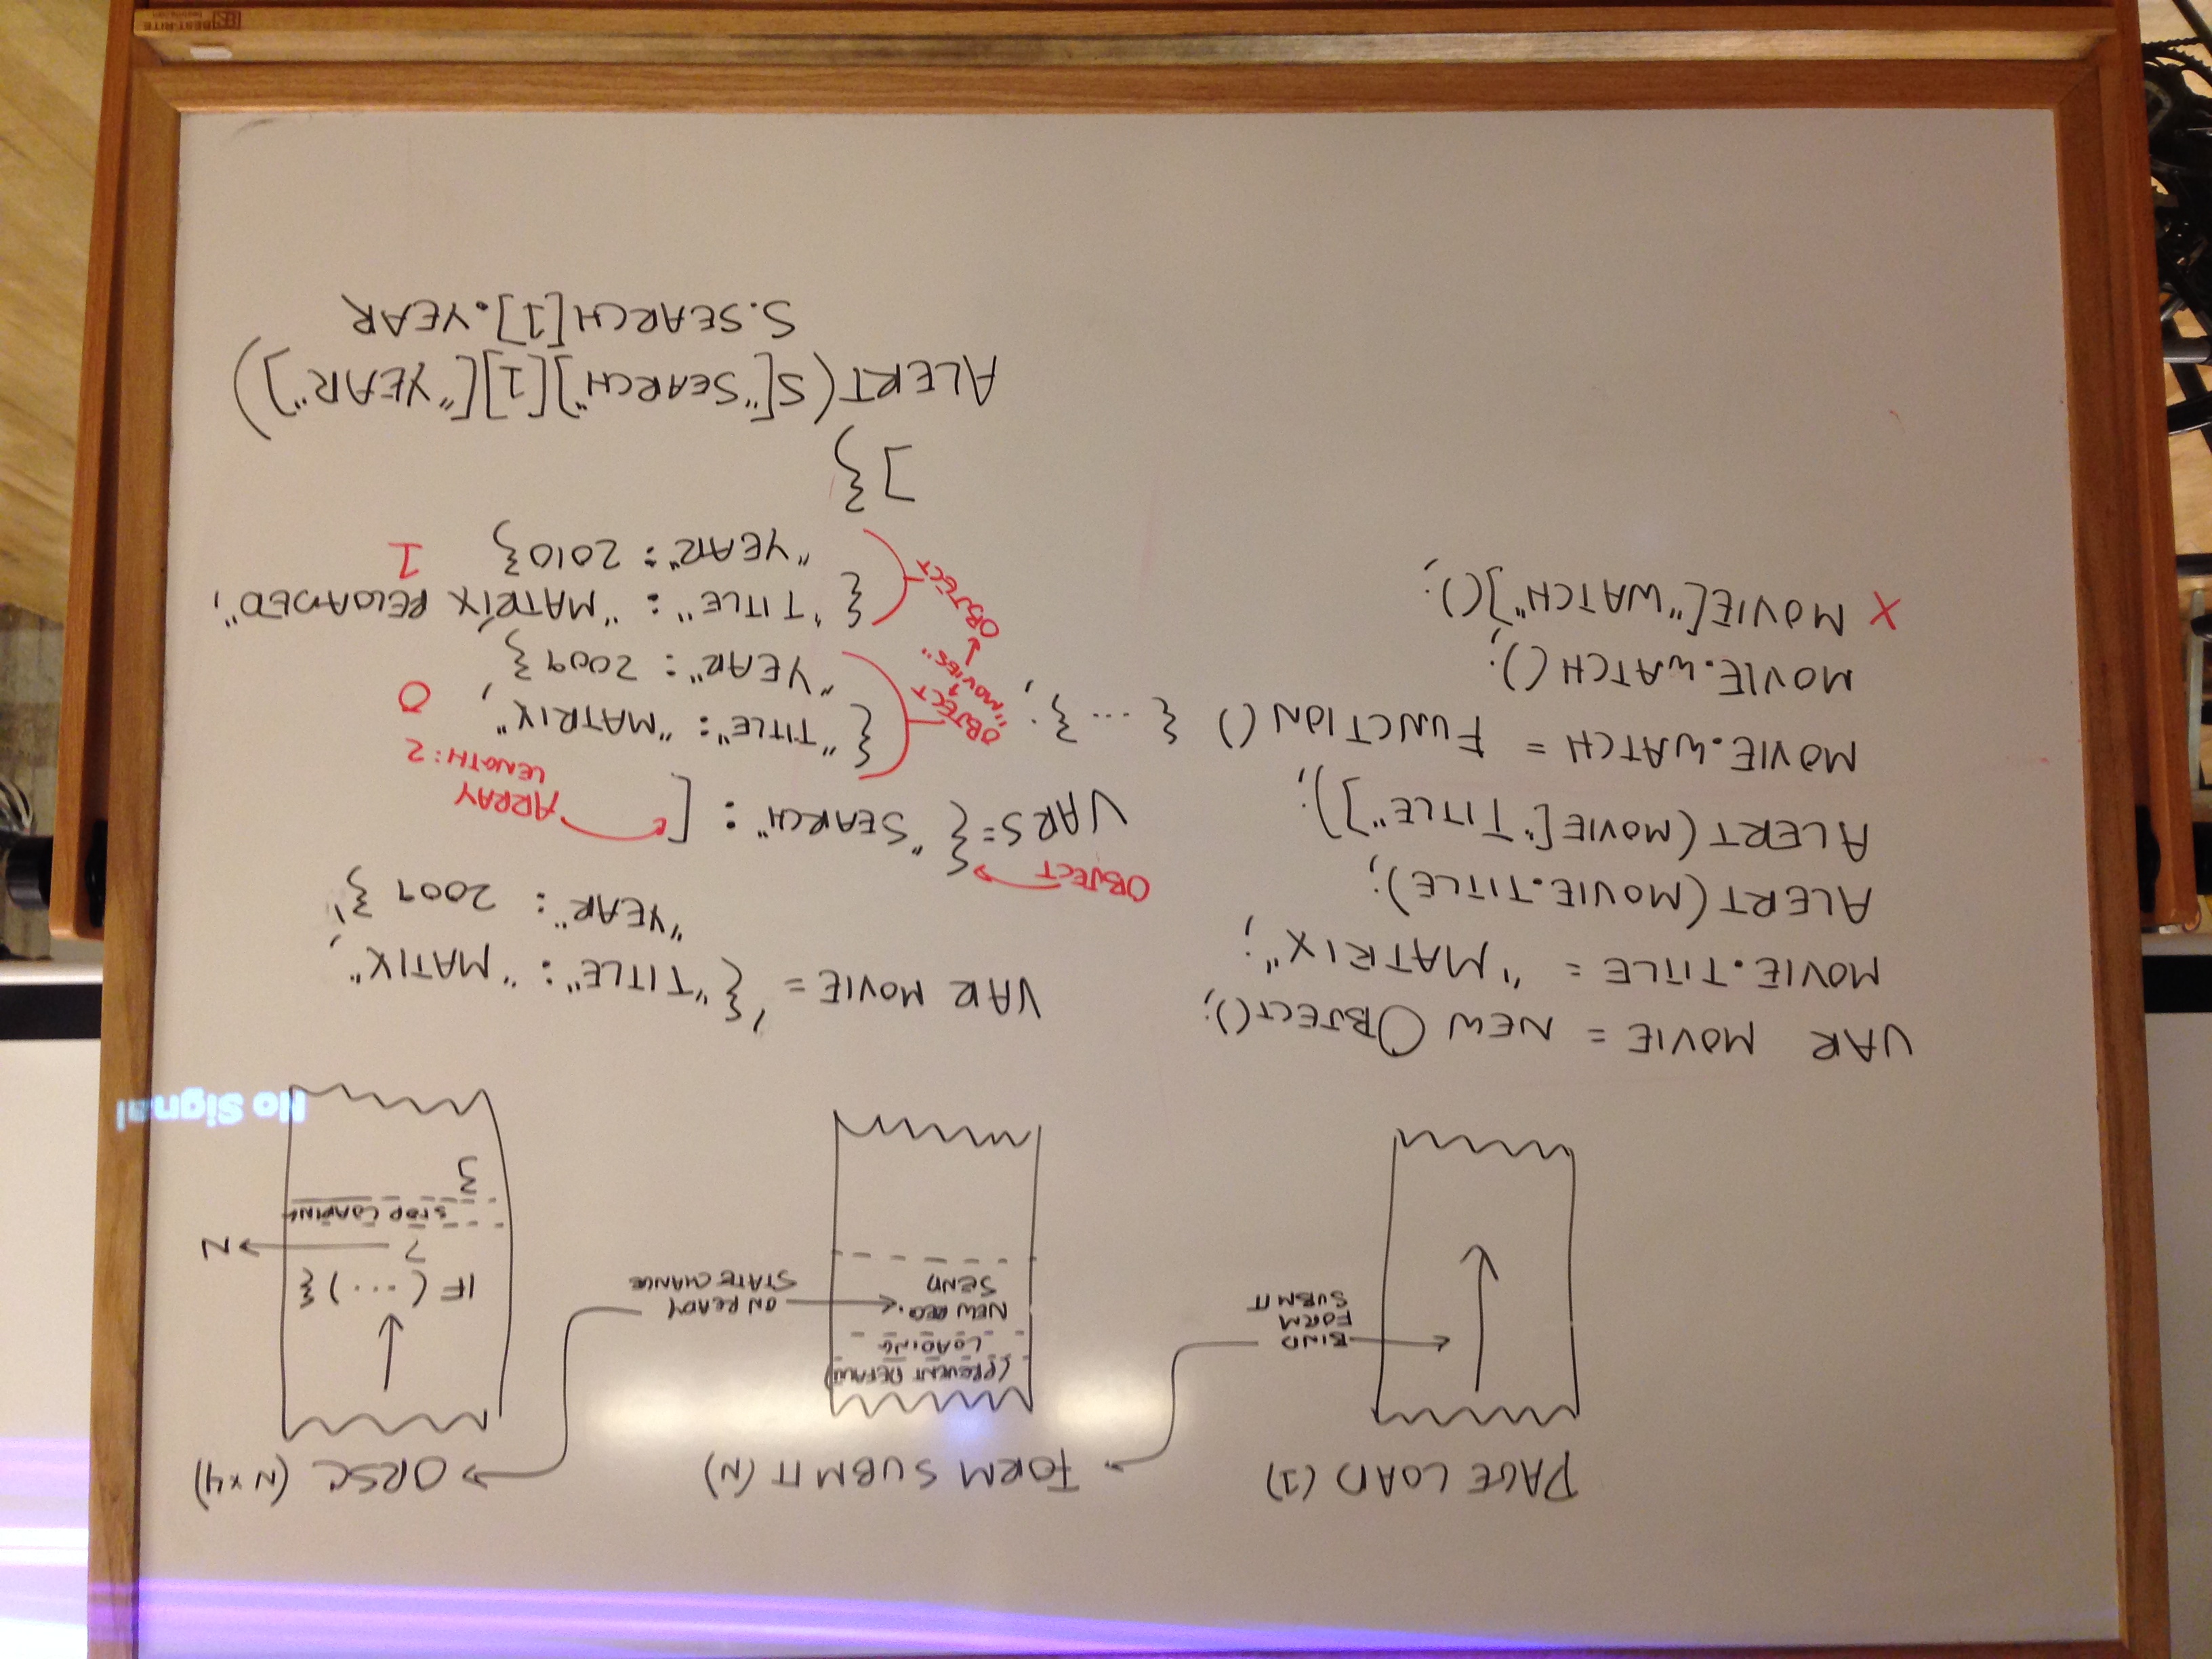 PAGE LOAD (1)
BIND
FORM
SUBMIT
FORM SUBMIT (N)
(PREVENT DEFAULT)
LOADING
NEW REQ.
SEND
ON READY
STATE CHANGE
ORSC (N×4)
IF (...) {
? → N
STOP LOADING
}
No Signal
VAR MOVIE = NEW OBJECT();
MOVIE.TITLE = "MATRIX";
ALERT(MOVIE.TITLE);
ALERT(MOVIE["TITLE"]);
MOVIE.WATCH = FUNCTION() { ... };
MOVIE.WATCH();
X MOVIE["WATCH"]();
VAR MOVIE = '{"TITLE": "MATIX",
"YEAR": 2009}'
OBJECT
VAR S={ "SEARCH": [
ARRAY
LENGTH: 2
OBJECT
{"TITLE": "MATRIX", 0
"MOVIES"
"YEAR": 2009}
OBJECT
{'TITLE": "MATRIX RELOADED",
"YEAR": 2010} 1
]}
ALERT(S["SEARCH"][1]["YEAR"])
S.SEARCH[1].YEAR
BEST-RITE